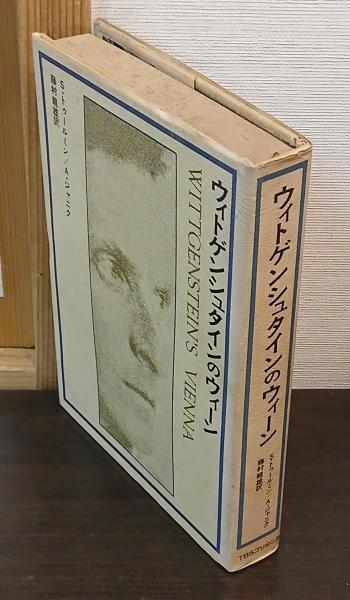 ウィトゲンシュタインのウィーン
WITTGENSTEIN'S VIENNA
S・トゥールミン/A・ジャニク
藤村龍雄訳
ウィトゲンシュタインのウィーン
S・トゥールミン/A・ジャニク
藤村龍雄訳
TBSブリタニカ